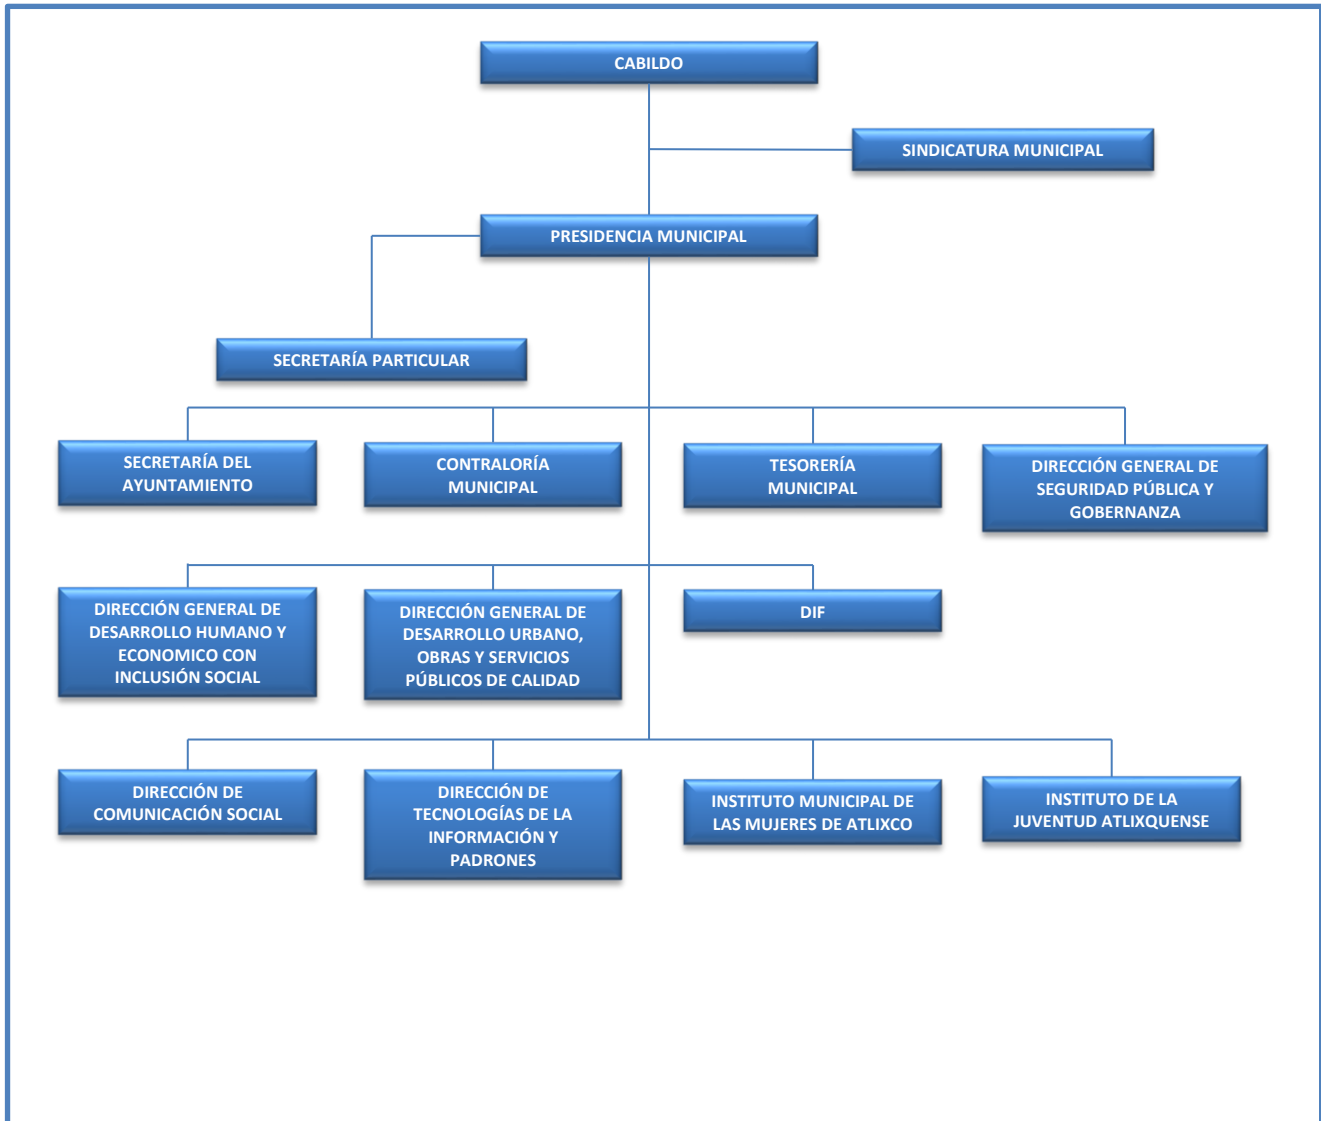 CABILDO
SINDICATURA MUNICIPAL
PRESIDENCIA MUNICIPAL
SECRETARÍA PARTICULAR
SECRETARÍA DEL
AYUNTAMIENTO
CONTRALORÍA
MUNICIPAL
TESORERÍA
MUNICIPAL
DIRECCIÓN GENERAL DE
SEGURIDAD PÚBLICA Y
GOBERNANZA
DIRECCIÓN GENERAL DE
DESARROLLO HUMANO Y
ECONOMICO CON
INCLUSIÓN SOCIAL
DIRECCIÓN GENERAL DE
DESARROLLO URBANO,
OBRAS Y SERVICIOS
PÚBLICOS DE CALIDAD
DIF
DIRECCIÓN DE
COMUNICACIÓN SOCIAL
DIRECCIÓN DE
TECNOLOGÍAS DE LA
INFORMACIÓN Y
PADRONES
INSTITUTO MUNICIPAL DE
LAS MUJERES DE ATLIXCO
INSTITUTO DE LA
JUVENTUD ATLIXQUENSE